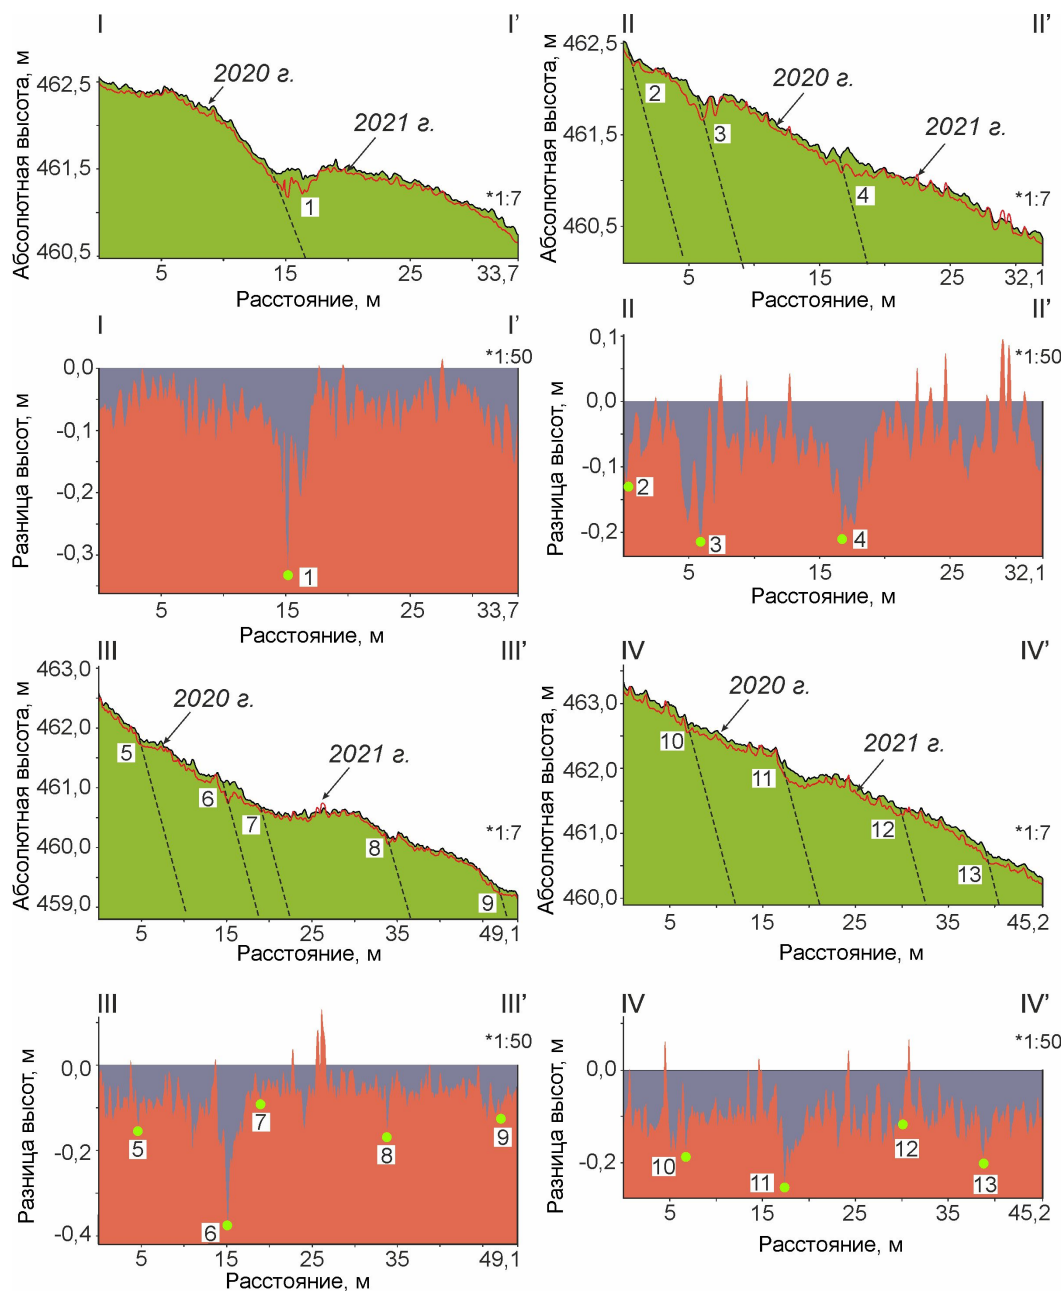 I
I’
Абсолютная высота, м
462,5
461,5
460,5
2020 г.
2021 г.
1
*1:7
5
15
25
33,7
Расстояние, м
II
II’
Абсолютная высота, м
462,5
461,5
460,5
2020 г.
2021 г.
2
3
4
*1:7
5
15
25
32,1
Расстояние, м
I
I’
Разница высот, м
0,0
-0,1
-0,2
-0,3
*1:50
1
5
15
25
33,7
Расстояние, м
II
II’
Разница высот, м
0,1
0,0
-0,1
-0,2
*1:50
2
3
4
5
15
25
32,1
Расстояние, м
III
III’
Абсолютная высота, м
463,0
462,0
461,0
460,0
459,0
2020 г.
2021 г.
5
6
7
8
9
*1:7
5
15
25
35
49,1
Расстояние, м
IV
IV’
Абсолютная высота, м
463,0
462,0
461,0
460,0
2020 г.
2021 г.
10
11
12
13
*1:7
5
15
25
35
45,2
Расстояние, м
III
III’
Разница высот, м
0,0
-0,2
-0,4
*1:50
5
6
7
8
9
5
15
25
35
49,1
Расстояние, м
IV
IV’
Разница высот, м
0,0
-0,2
*1:50
10
11
12
13
5
15
25
35
45,2
Расстояние, м